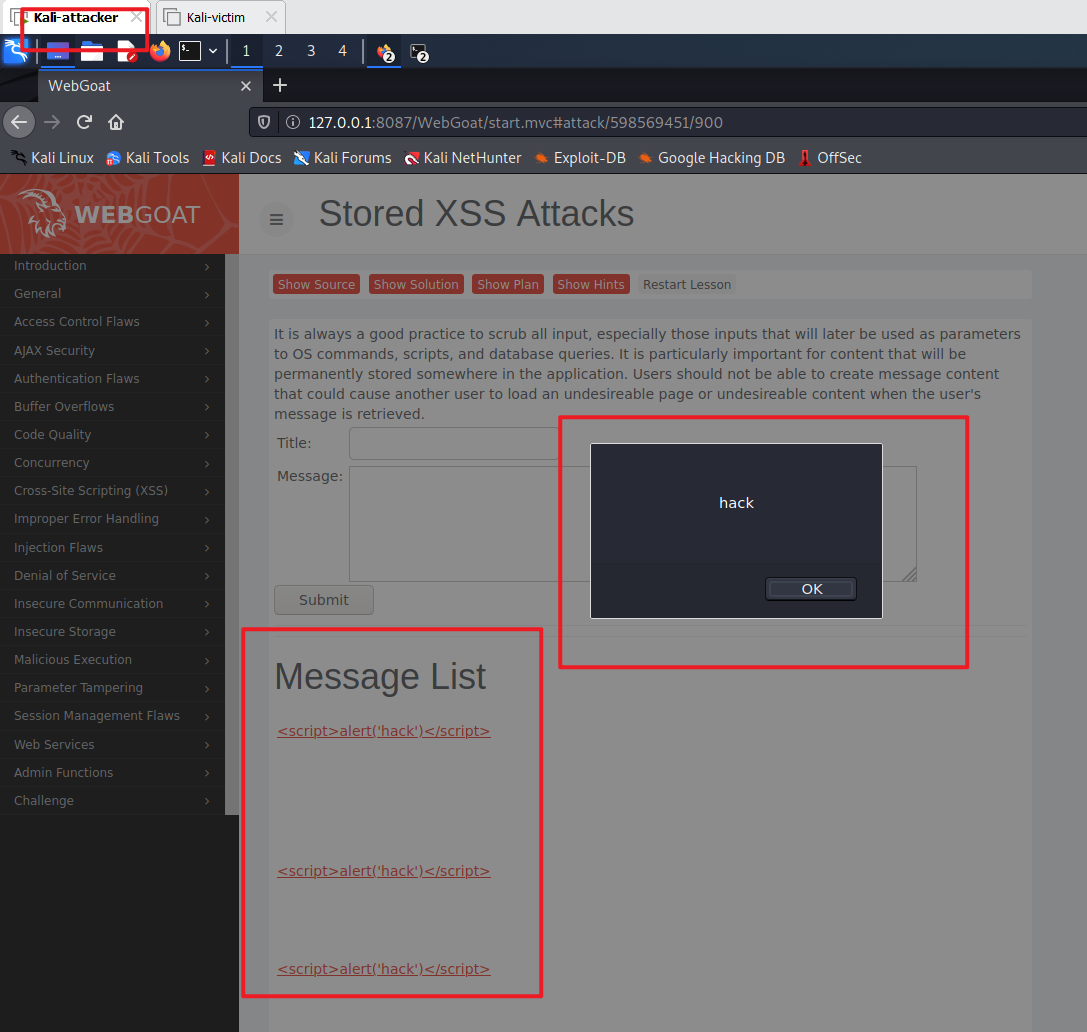 Kali-attacker
Kali-victim
1 2 3 4 2 2
WebGoat
127.0.0.1:8087/WebGoat/start.mvc#attack/598569451/900
Kali Linux Kali Tools Kali Docs Kali Forums Kali NetHunter Exploit-DB Google Hacking DB OffSec
WEBGOAT
Stored XSS Attacks
Introduction
General
Access Control Flaws
AJAX Security
Authentication Flaws
Buffer Overflows
Code Quality
Concurrency
Cross-Site Scripting (XSS)
Improper Error Handling
Injection Flaws
Denial of Service
Insecure Communication
Insecure Storage
Malicious Execution
Parameter Tampering
Session Management Flaws
Web Services
Admin Functions
Challenge
Show Source Show Solution Show Plan Show Hints Restart Lesson
It is always a good practice to scrub all input, especially those inputs that will later be used as parameters
to OS commands, scripts, and database queries. It is particularly important for content that will be
permanently stored somewhere in the application. Users should not be able to create message content
that could cause another user to load an undesireable page or undesireable content when the user's
message is retrieved.
Title:
Message:
hack
OK
Submit
Message List
<script>alert('hack')</script>
<script>alert('hack')</script>
<script>alert('hack')</script>